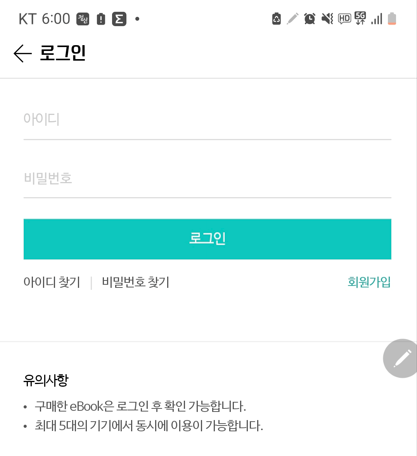 KT 6:00
HD 5G
로그인
아이디
비밀번호
로그인
아이디 찾기 | 비밀번호 찾기 회원가입
유의사항
• 구매한 eBook은 로그인 후 확인 가능합니다.
• 최대 5대의 기기에서 동시에 이용이 가능합니다.